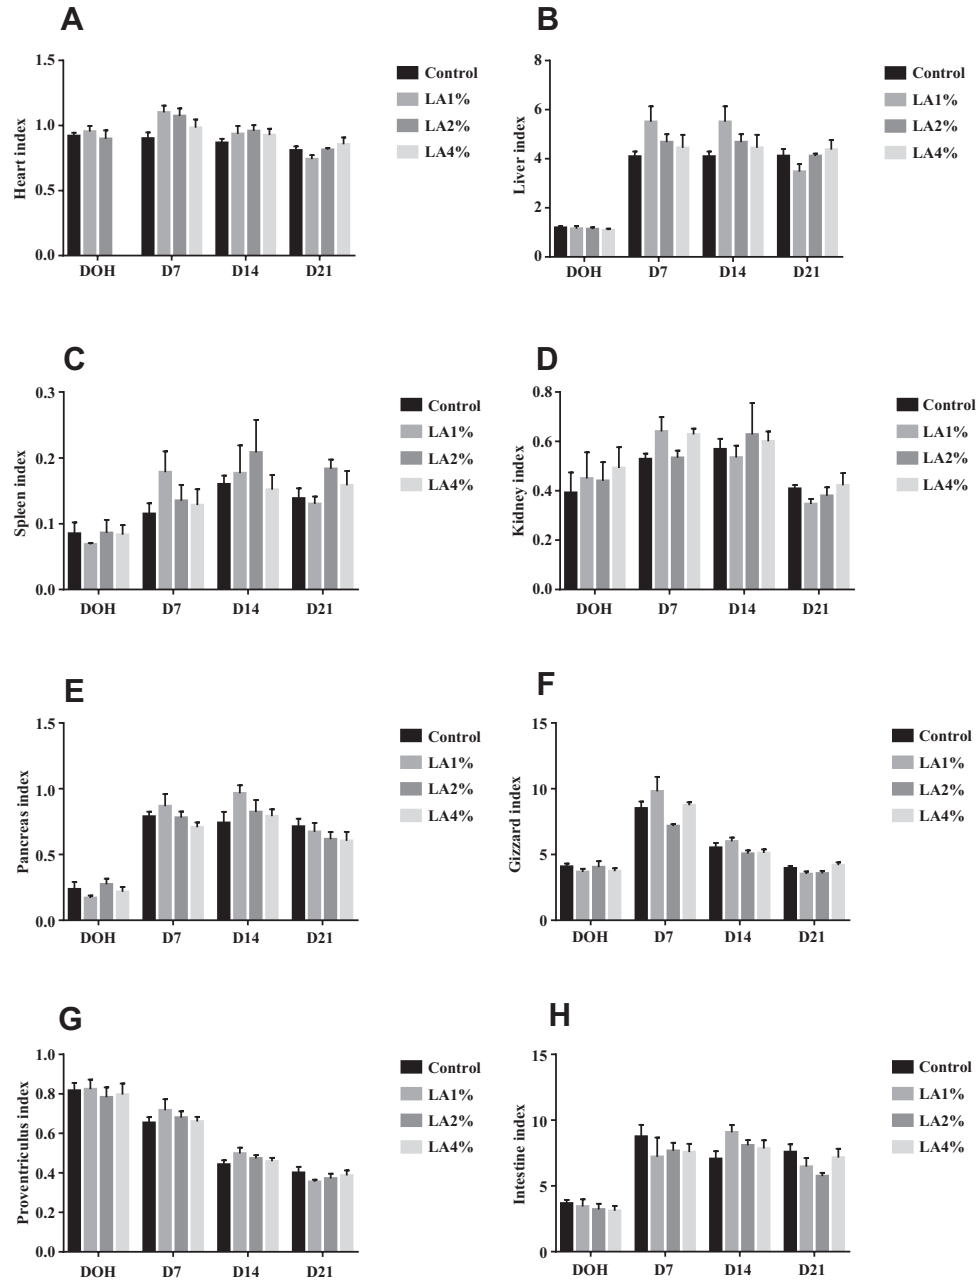 A
Heart index
1.5
1.0
0.5
0.0
DOH D7 D14 D21
Control
LA1%
LA2%
LA4%
B
Liver index
8
6
4
2
0
DOH D7 D14 D21
Control
LA1%
LA2%
LA4%
C
Spleen index
0.3
0.2
0.1
0.0
DOH D7 D14 D21
Control
LA1%
LA2%
LA4%
D
Kidney index
0.8
0.6
0.4
0.2
0.0
DOH D7 D14 D21
Control
LA1%
LA2%
LA4%
E
Pancreas index
1.5
1.0
0.5
0.0
DOH D7 D14 D21
Control
LA1%
LA2%
LA4%
F
Gizzard index
15
10
5
0
DOH D7 D14 D21
Control
LA1%
LA2%
LA4%
G
Proventriculus index
1.0
0.8
0.6
0.4
0.2
0.0
DOH D7 D14 D21
Control
LA1%
LA2%
LA4%
H
Intestine index
15
10
5
0
DOH D7 D14 D21
Control
LA1%
LA2%
LA4%